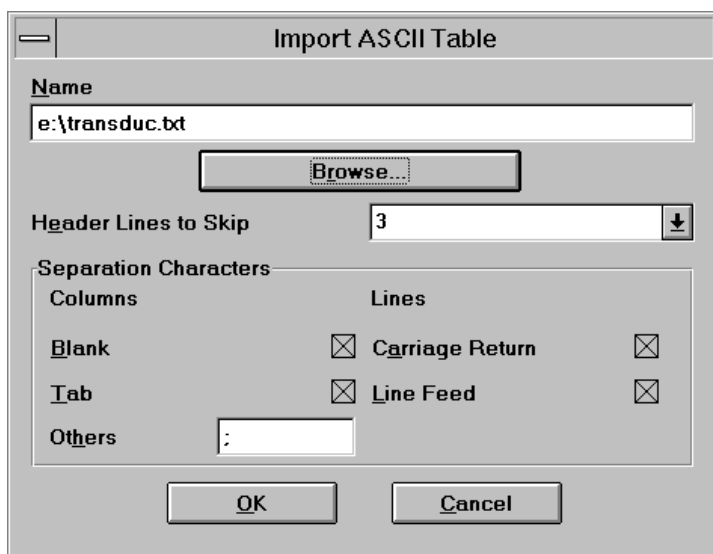 Import ASCII Table
Name
e:\transduc.txt
Browse...
Header Lines to Skip 3
Separation Characters
Columns Lines
Blank Carriage Return
Tab Line Feed
Others ;
OK Cancel